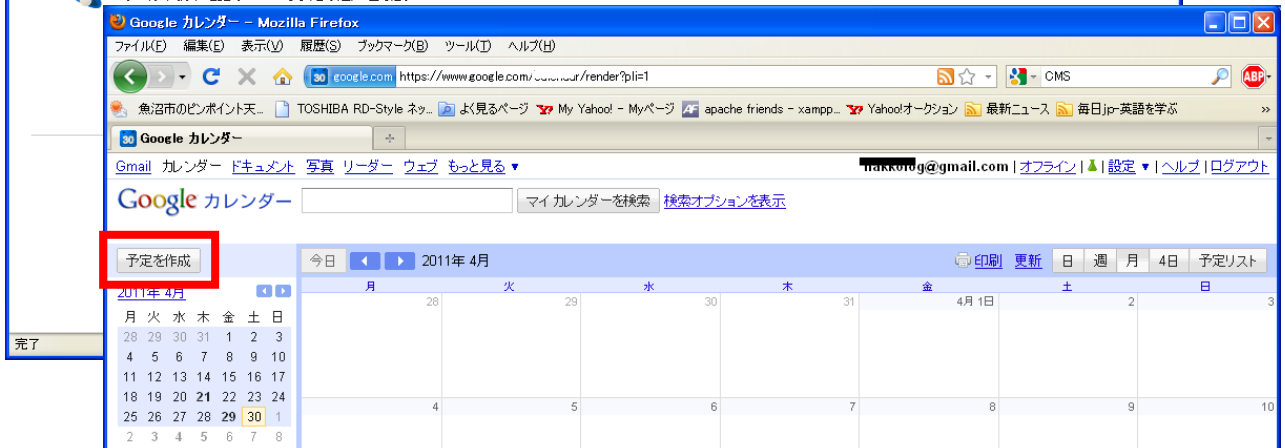 Google カレンダー - Mozilla Firefox
ファイル(F) 編集(E) 表示(V) 履歴(S) ブックマーク(B) ツール(T) ヘルプ(H)
30 google.com https://www.google.com/ /render?pli=1 CMS ABP
魚沼市のピンポイント天... TOSHIBA RD-Style ネッ... よく見るページ My Yahoo! - Myページ apache friends - xampp... Yahoo!オークション 最新ニュース 毎日jp-英語を学ぶ »
30 Google カレンダー
Gmail カレンダー ドキュメント 写真 リーダー ウェブ もっと見る ▼ g@gmail.com | オフライン | 設定 ▼ | ヘルプ | ログアウト
Google カレンダー マイ カレンダーを検索 検索オプションを表示
予定を作成 今日 2011年 4月 印刷 更新 日 週 月 4日 予定リスト
2011年 4月
月 火 水 木 金 土 日
28 29 30 31 1 2 3
4 5 6 7 8 9 10
11 12 13 14 15 16 17
18 19 20 21 22 23 24
25 26 27 28 29 30 1
2 3 4 5 6 7 8
月 火 水 木 金 土 日
28 29 30 31 4月 1日 2 3
4 5 6 7 8 9 10
完了